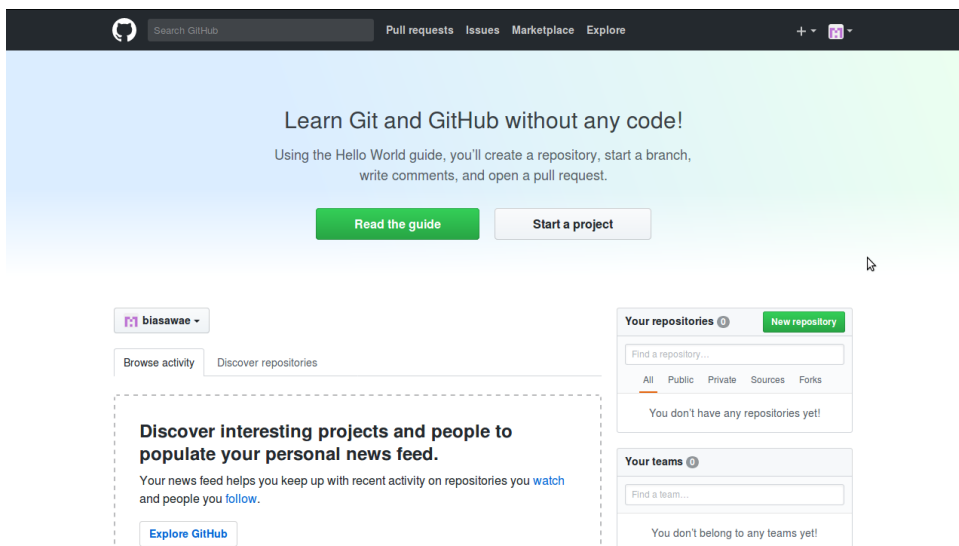 Search GitHub Pull requests Issues Marketplace Explore
Learn Git and GitHub without any code!
Using the Hello World guide, you'll create a repository, start a branch,
write comments, and open a pull request.
Read the guide Start a project
biasawae
Browse activity Discover repositories
Discover interesting projects and people to
populate your personal news feed.
Your news feed helps you keep up with recent activity on repositories you watch
and people you follow.
Explore GitHub
Your repositories 0 New repository
Find a repository…
All Public Private Sources Forks
You don't have any repositories yet!
Your teams 0
Find a team…
You don't belong to any teams yet!